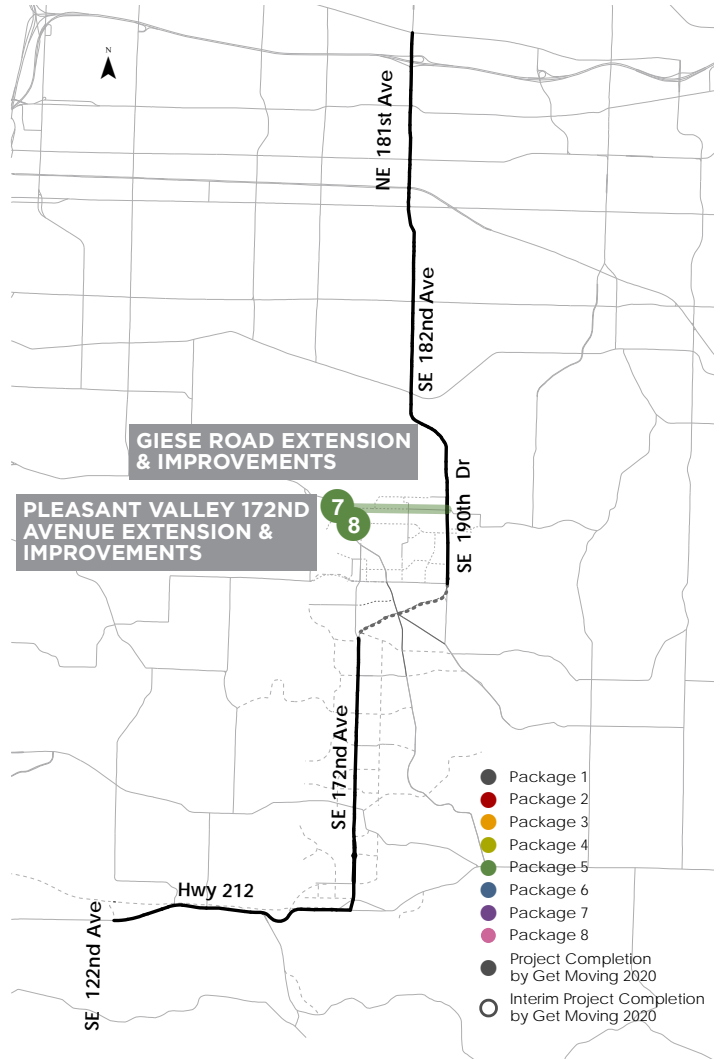 N
NE 181st Ave
SE 182nd Ave
GIESE ROAD EXTENSION
& IMPROVEMENTS
7
PLEASANT VALLEY 172ND
AVENUE EXTENSION &
IMPROVEMENTS
8
SE 190th Dr
SE 172nd Ave
Hwy 212
SE 122nd Ave
Package 1
Package 2
Package 3
Package 4
Package 5
Package 6
Package 7
Package 8
Project Completion
by Get Moving 2020
Interim Project Completion
by Get Moving 2020